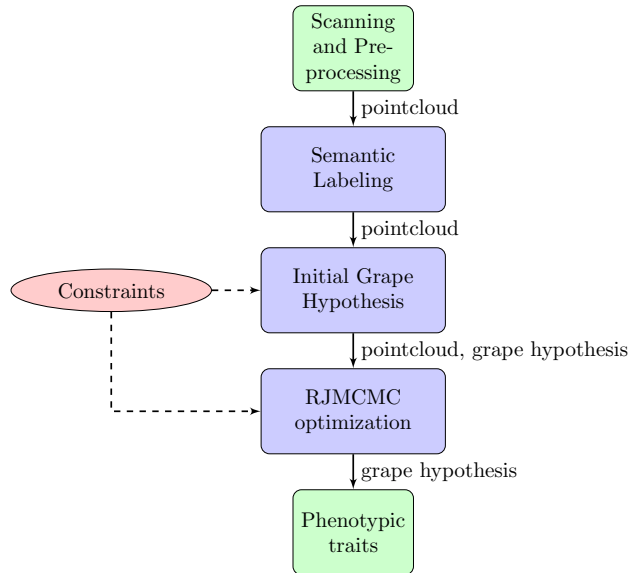 Scanning
and Pre-
processing
pointcloud
Semantic
Labeling
pointcloud
Initial Grape
Hypothesis
Constraints
pointcloud, grape hypothesis
RJMCMC
optimization
grape hypothesis
Phenotypic
traits